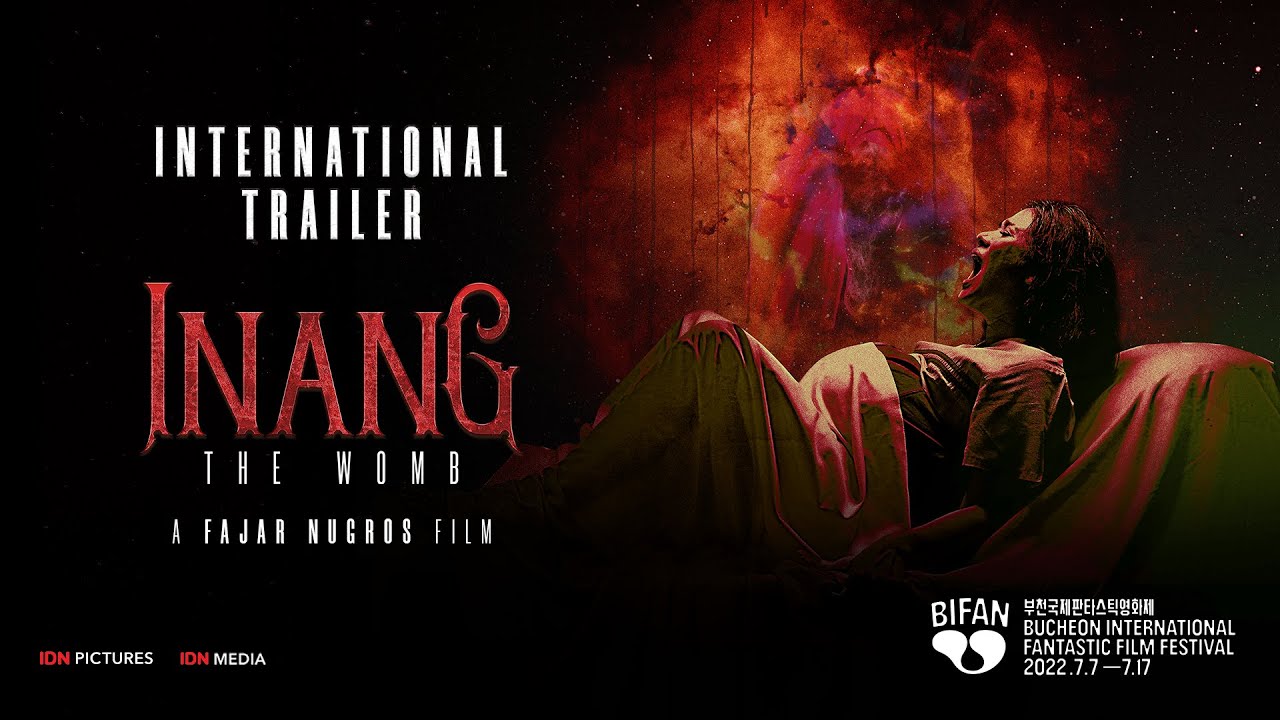 INTERNATIONAL
TRAILER
INANG
THE WOMB
A FAJAR NUGROS FILM
IDN PICTURES
IDN MEDIA
BIFAN
부천국제판타스틱영화제
BUCHEON INTERNATIONAL
FANTASTIC FILM FESTIVAL
2022.7.7—7.17